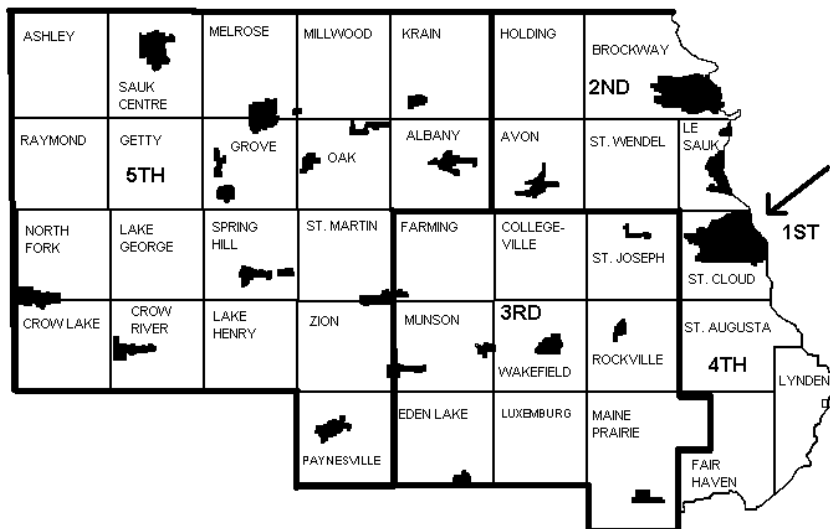 ASHLEY
SAUK
CENTRE
MELROSE
MILLWOOD
KRAIN
HOLDING
BROCKWAY
2ND
RAYMOND
GETTY
5TH
GROVE
OAK
ALBANY
AVON
ST. WENDEL
LE
SAUK
1ST
NORTH
FORK
LAKE
GEORGE
SPRING
HILL
ST. MARTIN
FARMING
COLLEGE-
VILLE
ST. JOSEPH
ST. CLOUD
CROW LAKE
CROW
RIVER
LAKE
HENRY
ZION
MUNSON
3RD
WAKEFIELD
ROCKVILLE
ST. AUGUSTA
4TH
LYNDEN
PAYNESVILLE
EDEN LAKE
LUXEMBURG
MAINE
PRAIRIE
FAIR
HAVEN